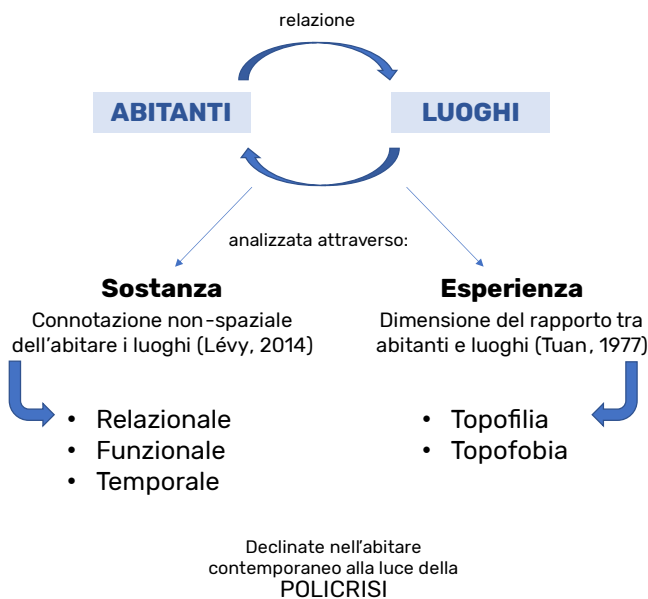 relazione
ABITANTI
LUOGHI
analizzata attraverso:
Sostanza
Connotazione non-spaziale
dell'abitare i luoghi (Lévy, 2014)
• Relazionale
• Funzionale
• Temporale
Esperienza
Dimensione del rapporto tra
abitanti e luoghi (Tuan, 1977)
• Topofilia
• Topofobia
Declinate nell'abitare
contemporaneo alla luce della
POLICRISI